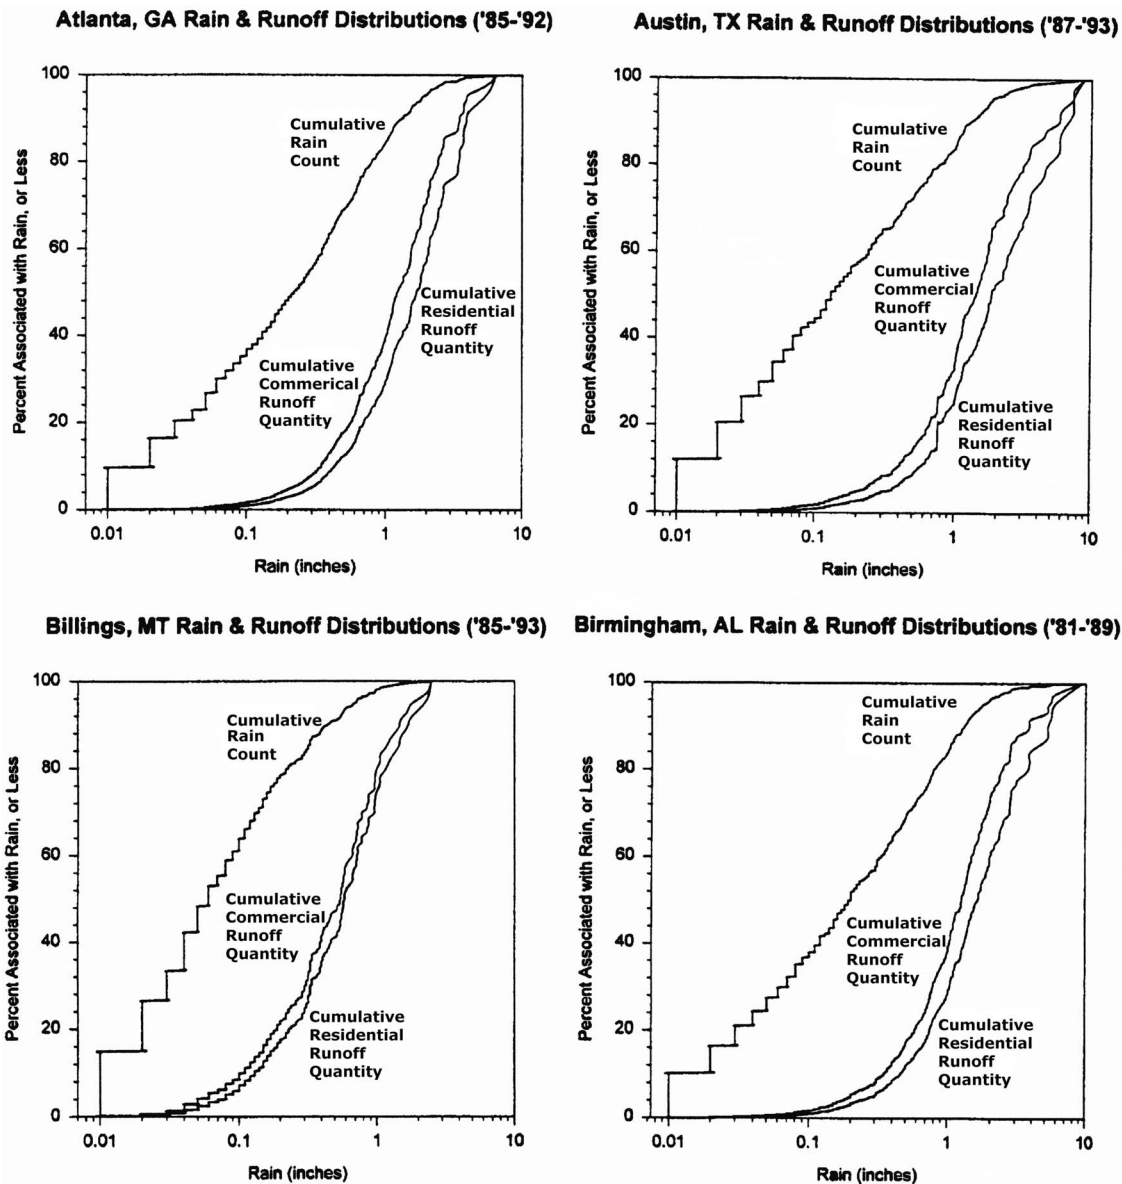 Atlanta, GA Rain & Runoff Distributions ('85-'92)
Percent Associated with Rain, or Less
100
80
60
40
20
0
Cumulative
Rain
Count
Cumulative
Residential
Runoff
Quantity
Cumulative
Commerical
Runoff
Quantity
0.01
0.1
1
10
Rain (inches)
Austin, TX Rain & Runoff Distributions ('87-'93)
Percent Associated with Rain, or Less
100
80
60
40
20
0
Cumulative
Rain
Count
Cumulative
Commercial
Runoff
Quantity
Cumulative
Residential
Runoff
Quantity
0.01
0.1
1
10
Rain (inches)
Billings, MT Rain & Runoff Distributions ('85-'93)
Percent Associated with Rain, or Less
100
80
60
40
20
0
Cumulative
Rain
Count
Cumulative
Commercial
Runoff
Quantity
Cumulative
Residential
Runoff
Quantity
0.01
0.1
1
10
Rain (inches)
Birmingham, AL Rain & Runoff Distributions ('81-'89)
Percent Associated with Rain, or Less
100
80
60
40
20
0
Cumulative
Rain
Count
Cumulative
Commercial
Runoff
Quantity
Cumulative
Residential
Runoff
Quantity
0.01
0.1
1
10
Rain (inches)